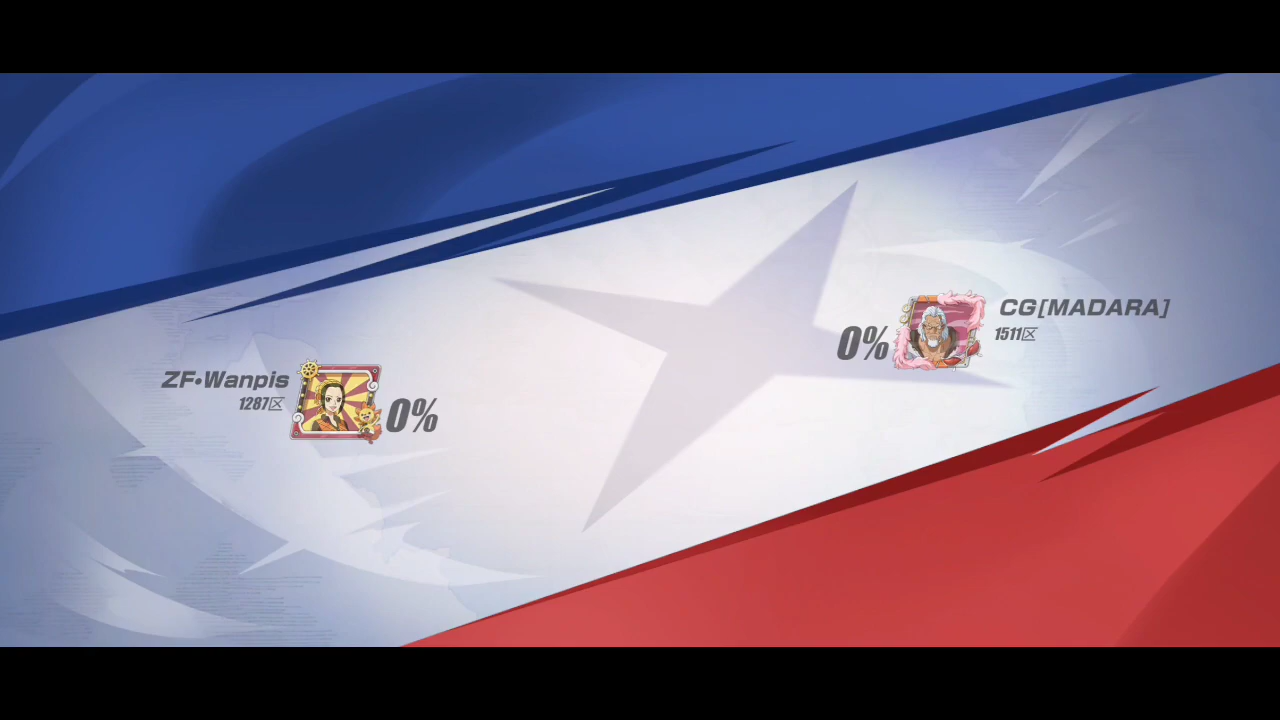 ZF•Wanpis
1287区
0%
0%
CG[MADARA]
1511区